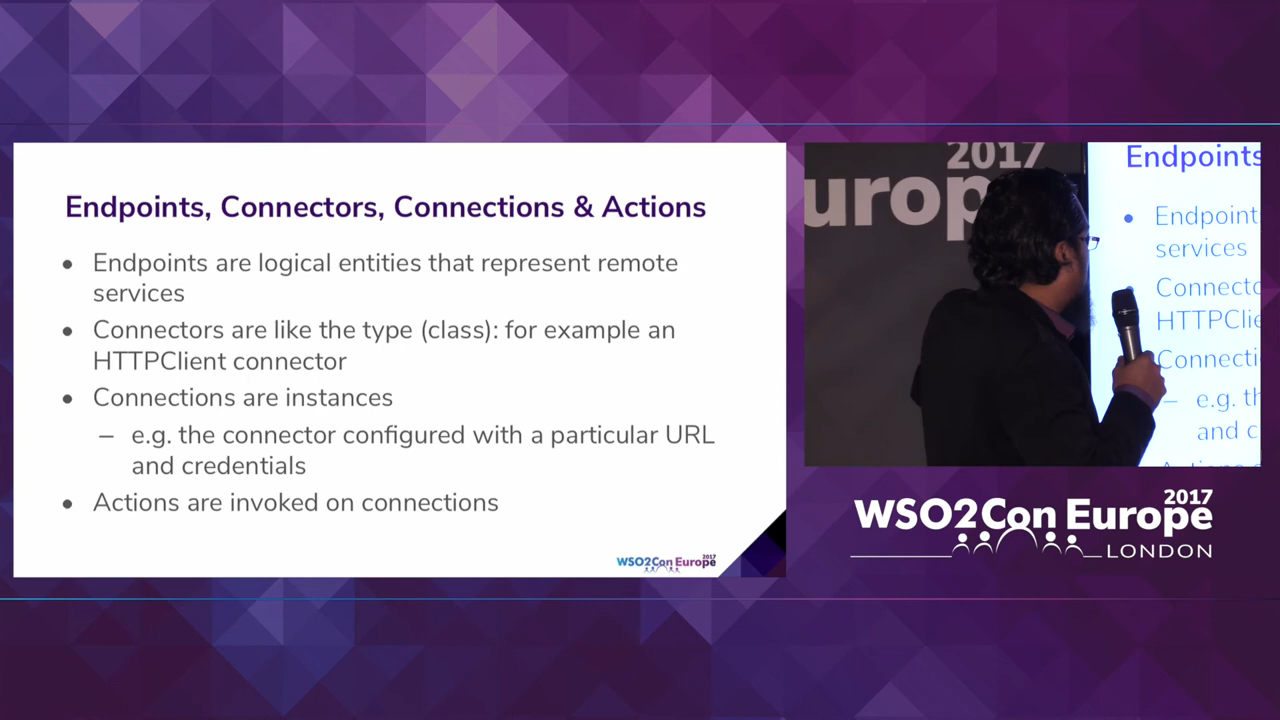 Endpoints, Connectors, Connections & Actions
• Endpoints are logical entities that represent remote
services
• Connectors are like the type (class): for example an
HTTPClient connector
• Connections are instances
– e.g. the connector configured with a particular URL
and credentials
• Actions are invoked on connections
WSO2Con Europe 2017
2017
urop
Endpoints
• Endpoint
services
Connecto
HTTPClie
Connecti
– e.g. th
and c
2017
WSO2Con Europe
LONDON